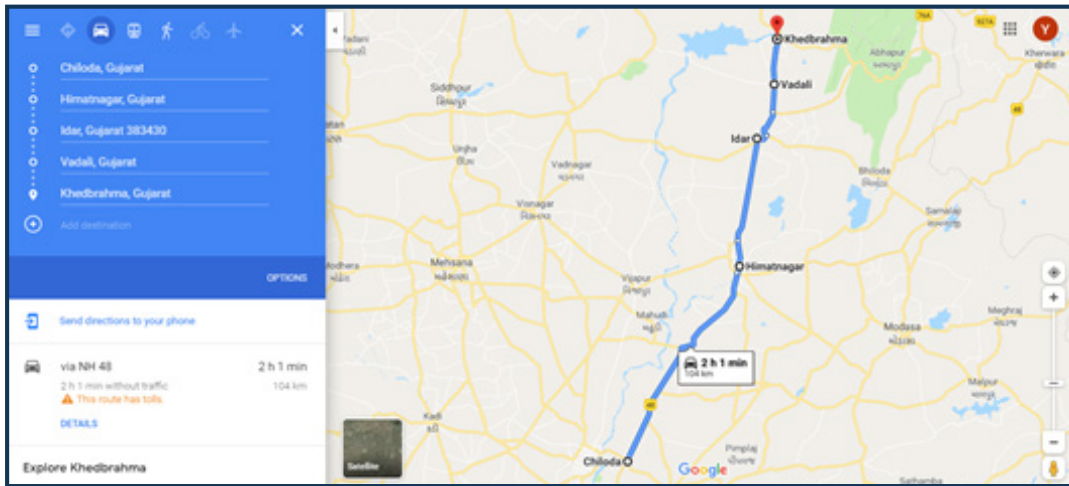 Chiloda, Gujarat
Himatnagar, Gujarat
Idar, Gujarat 383430
Vadali, Gujarat
Khedbrahma, Gujarat
Add destination
OPTIONS
Send directions to your phone
via NH 48
2 h 1 min
2 h 1 min without traffic
104 km
This route has tolls.
DETAILS
Explore Khedbrahma
Khedbrahma
Abhapur
Kherwara
Vadali
Siddhpur
Idar
Unjha
Vadnagar
Bhiloda
Visnagar
Samalaji
Mehsana
Himatnagar
Vijapur
Mahudi
Modasa
Meghraj
2 h 1 min
104 km
Malpur
48
Kadi
Satellite
Chiloda
Google
Pimplaj
Sathamba
Y